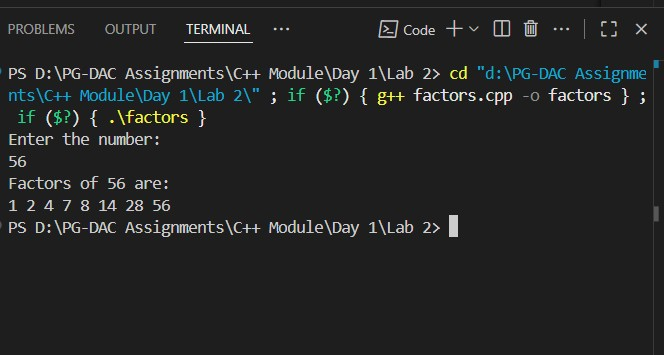 PROBLEMS OUTPUT TERMINAL ··· Code
PS D:\PG-DAC Assignments\C++ Module\Day 1\Lab 2> cd "d:\PG-DAC Assignme
nts\C++ Module\Day 1\Lab 2\" ; if ($?) { g++ factors.cpp -o factors } ;
if ($?) { .\factors }
Enter the number:
56
Factors of 56 are:
1 2 4 7 8 14 28 56
PS D:\PG-DAC Assignments\C++ Module\Day 1\Lab 2>